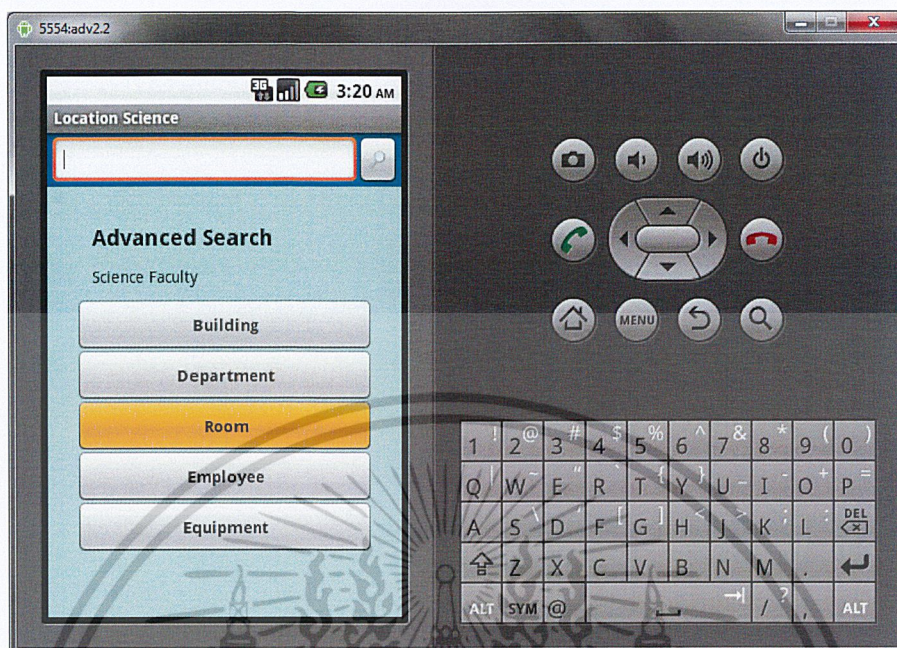 5554:adv2.2
3G 3:20 AM
Location Science
Advanced Search
Science Faculty
Building
Department
Room
Employee
Equipment
MENU
1 ! 2 @ 3 # 4 $ 5 % 6 ^ 7 & 8 * 9 ( 0 )
Q | W ~ E " R ` T { Y } U _ I - O + P =
A S \ D ' F [ G ] H < J > K ; L : DEL
Z X C V B N M .
ALT SYM @ / ? , ALT